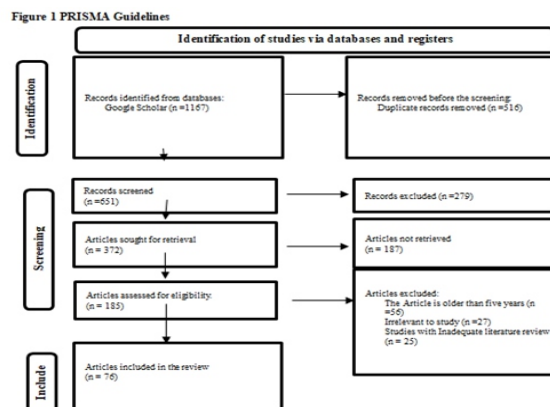 Figure 1 PRISMA Guidelines
Identification of studies via databases and registers
Identification
Records identified from databases:
Google Scholar (n =1167)
Records removed before the screening:
Duplicate records removed (n =516)
Screening
Records screened
(n =651)
Records excluded (n =279)
Articles sought for retrieval
(n = 372)
Articles not retrieved
(n = 187)
Articles assessed for eligibility.
(n = 185)
Articles excluded:
The Article is older than five years (n
=56)
Irrelevant to study (n =27)
Studies with Inadequate literature review
(n = 25)
Include
Articles included in the review
(n = 76)